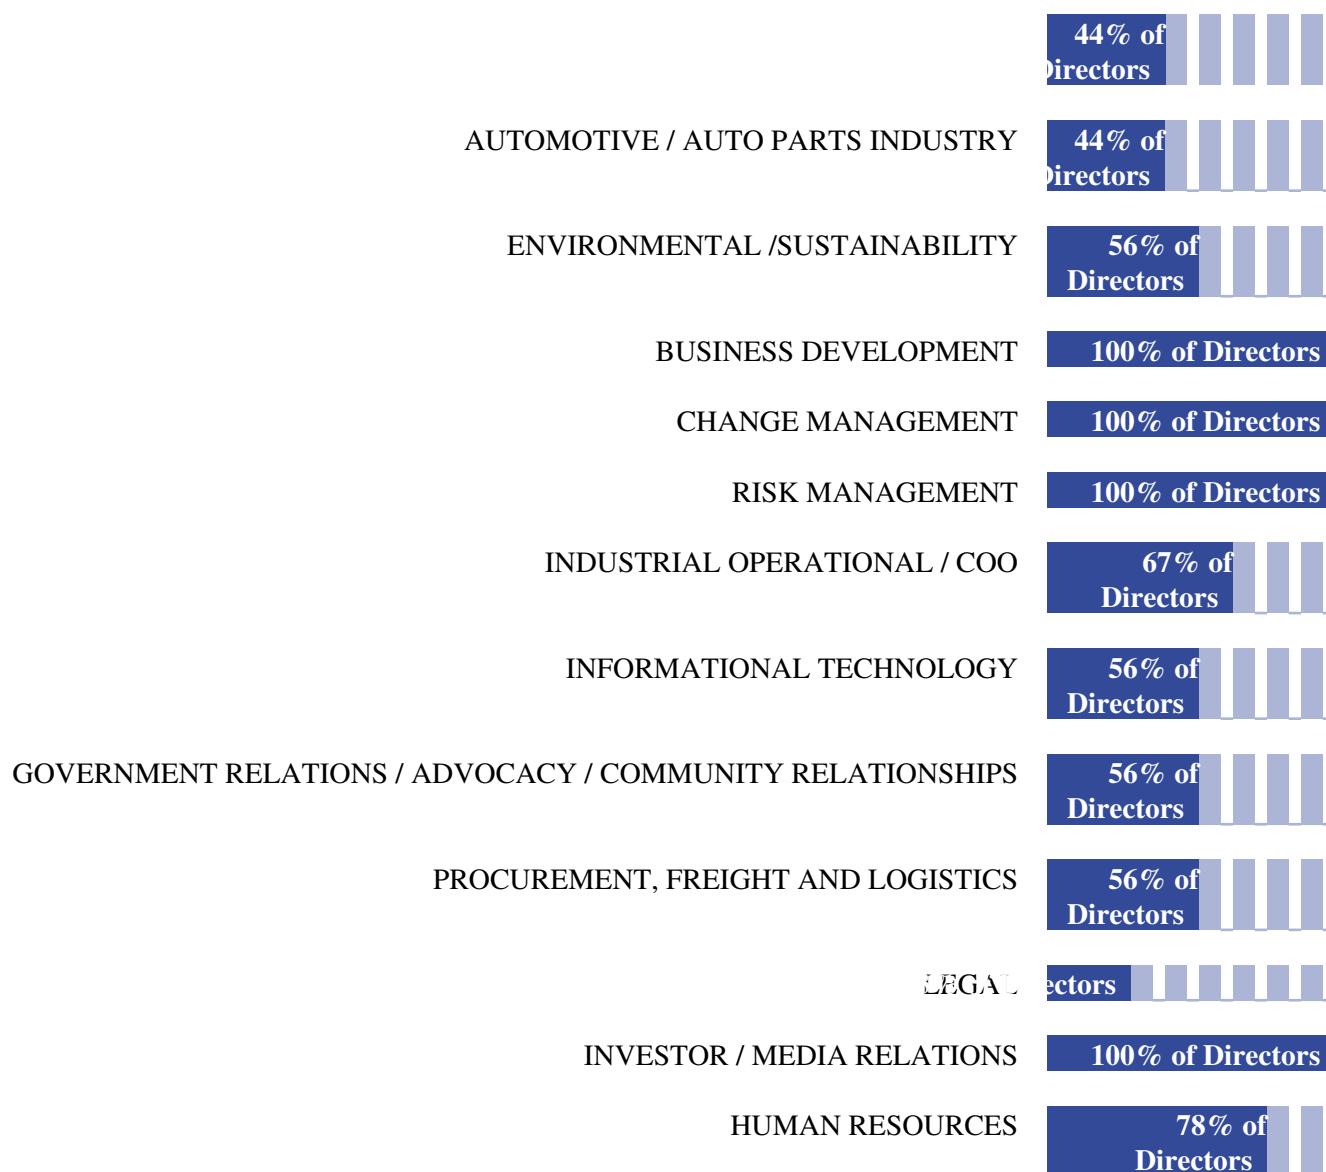 44% of
Directors
AUTOMOTIVE / AUTO PARTS INDUSTRY
44% of
Directors
ENVIRONMENTAL /SUSTAINABILITY
56% of
Directors
BUSINESS DEVELOPMENT 100% of Directors
CHANGE MANAGEMENT 100% of Directors
RISK MANAGEMENT 100% of Directors
INDUSTRIAL OPERATIONAL / COO
67% of
Directors
INFORMATIONAL TECHNOLOGY
56% of
Directors
GOVERNMENT RELATIONS / ADVOCACY / COMMUNITY RELATIONSHIPS
56% of
Directors
PROCUREMENT, FREIGHT AND LOGISTICS
56% of
Directors
LEGAL ectors
INVESTOR / MEDIA RELATIONS 100% of Directors
HUMAN RESOURCES
78% of
Directors